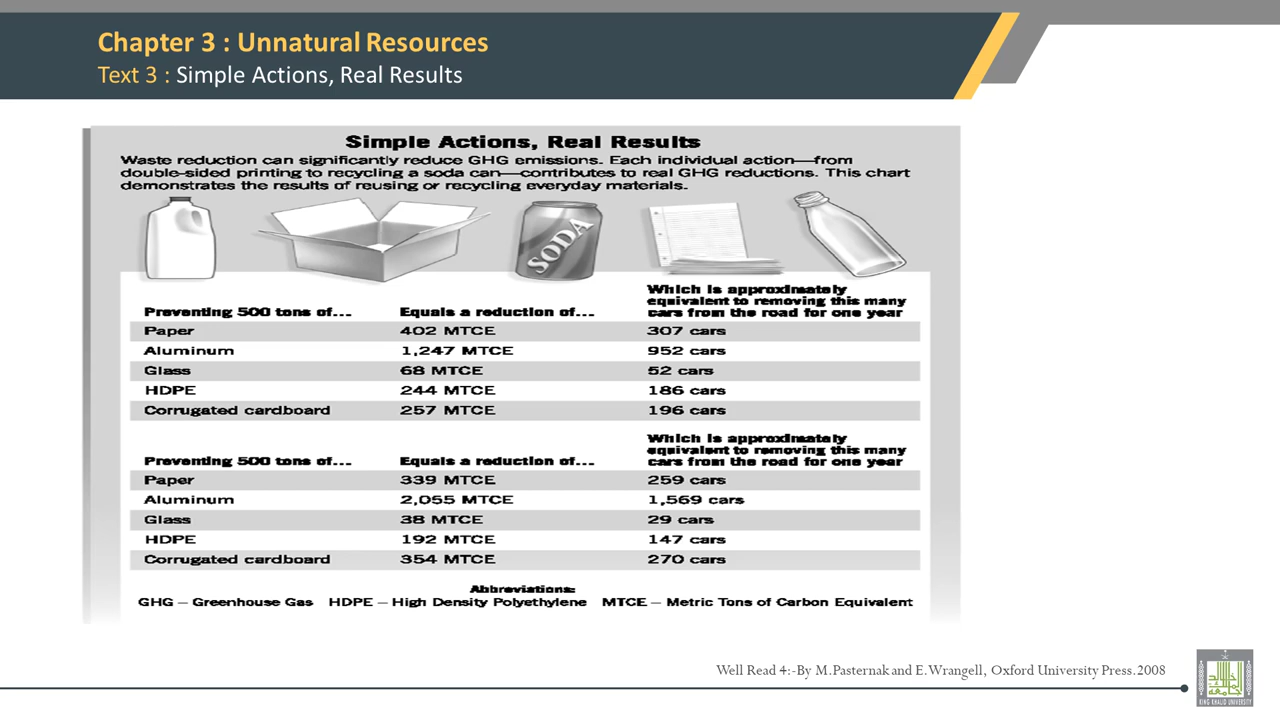 Chapter 3 : Unnatural Resources
Text 3 : Simple Actions, Real Results
Simple Actions, Real Results
Waste reduction can significantly reduce GHG emissions. Each individual action—from
double-sided printing to recycling a soda can—contributes to real GHG reductions. This chart
demonstrates the results of reusing or recycling everyday materials.
SODA
Which is approximately
equivalent to removing this many
Preventing 500 tons of... Equals a reduction of... cars from the road for one year
Paper 402 MTCE 307 cars
Aluminum 1,247 MTCE 952 cars
Glass 68 MTCE 52 cars
HDPE 244 MTCE 186 cars
Corrugated cardboard 257 MTCE 196 cars
Which is approximately
equivalent to removing this many
Preventing 500 tons of... Equals a reduction of... cars from the road for one year
Paper 339 MTCE 259 cars
Aluminum 2,055 MTCE 1,569 cars
Glass 38 MTCE 29 cars
HDPE 192 MTCE 147 cars
Corrugated cardboard 354 MTCE 270 cars
Abbreviations:
GHG – Greenhouse Gas HDPE – High Density Polyethylene MTCE – Metric Tons of Carbon Equivalent
Well Read 4:-By M.Pasternak and E.Wrangell, Oxford University Press.2008
KING KHALID UNIVERSITY